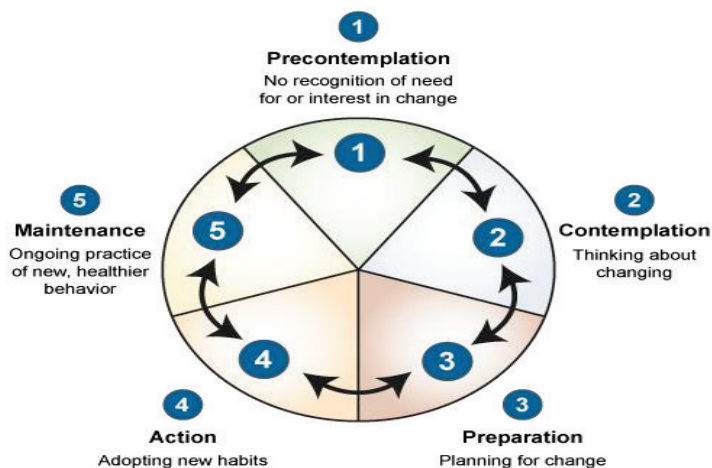 1
Precontemplation
No recognition of need
for or interest in change
1
5
Maintenance
Ongoing practice
of new, healthier
behavior
5
2
2
Contemplation
Thinking about
changing
4
3
4
Action
Adopting new habits
3
Preparation
Planning for change